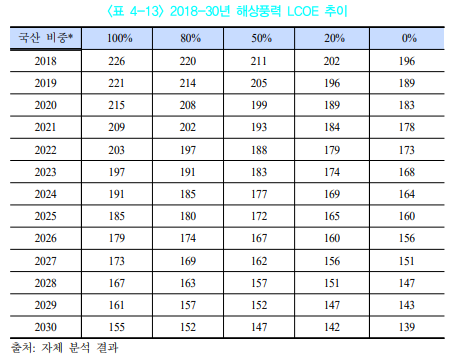 <표 4-13> 2018-30년 해상풍력 LCOE 추이
국산 비중* 100% 80% 50% 20% 0%
2018 226 220 211 202 196
2019 221 214 205 196 189
2020 215 208 199 189 183
2021 209 202 193 184 178
2022 203 197 188 179 173
2023 197 191 183 174 168
2024 191 185 177 169 164
2025 185 180 172 165 160
2026 179 174 167 160 156
2027 173 169 162 156 151
2028 167 163 157 151 147
2029 161 157 152 147 143
2030 155 152 147 142 139
출처: 자체 분석 결과